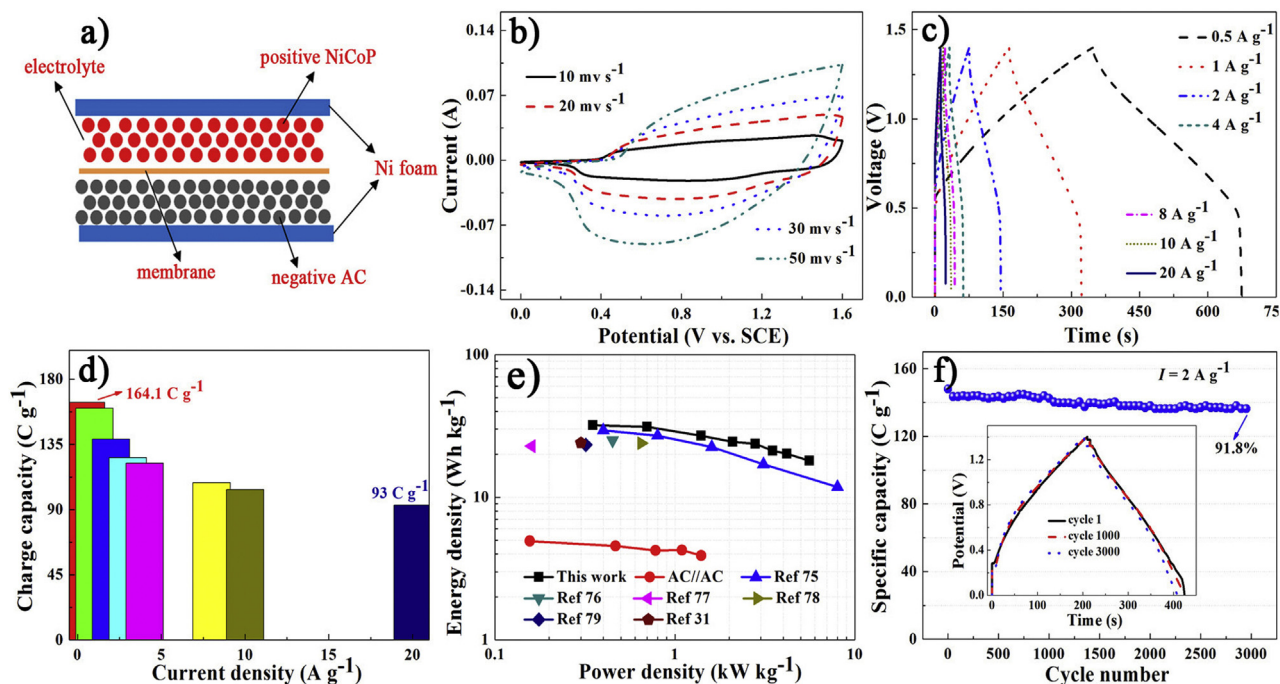 a)
positive NiCoP
electrolyte
Ni foam
membrane
negative AC
b)
0.14
0.07
0.00
-0.07
-0.14
Current (A)
10 mv s-1
20 mv s-1
30 mv s-1
50 mv s-1
0.0 0.4 0.8 1.2 1.6
Potential (V vs. SCE)
c)
1.5
1.0
0.5
0.0
Voltage (V)
0.5 A g-1
1 A g-1
2 A g-1
4 A g-1
8 A g-1
10 A g-1
20 A g-1
0 150 300 450 600 75
Time (s)
d)
180
135
90
45
0
Charge capacity (C g-1)
164.1 C g-1
93 C g-1
0 5 10 15 20
Current density (A g-1)
e)
100
10
1
Energy density (Wh kg-1)
This work AC//AC Ref 75
Ref 76 Ref 77 Ref 78
Ref 79 Ref 31
0.1 1 10
Power density (kW kg-1)
f)
160
140
120
100
80
60
40
20
0
Specific capacity (C g-1)
I = 2 A g-1
91.8%
1.2
0.8
0.4
0.0
Potential (V)
cycle 1
cycle 1000
cycle 3000
0 100 200 300 400
Time (s)
0 500 1000 1500 2000 2500 3000
Cycle number